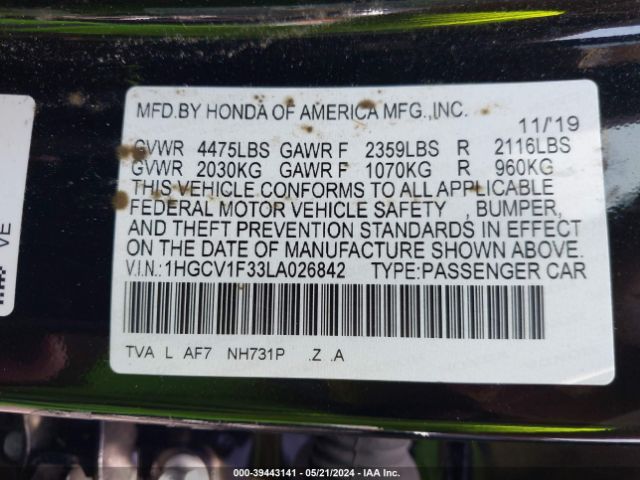 MFD.BY HONDA OF AMERICA MFG.,INC.
11/'19
GVWR 4475LBS GAWR F 2359LBS R 2116LBS
GVWR 2030KG GAWR F 1070KG R 960KG
THIS VEHICLE CONFORMS TO ALL APPLICABLE
FEDERAL MOTOR VEHICLE SAFETY , BUMPER,
AND THEFT PREVENTION STANDARDS IN EFFECT
ON THE DATE OF MANUFACTURE SHOWN ABOVE.
V.I.N.:1HGCV1F33LA026842 TYPE:PASSENGER CAR
TVA L AF7 NH731P .Z .A
VE
000-39443141 - 05/21/2024 - IAA Inc.